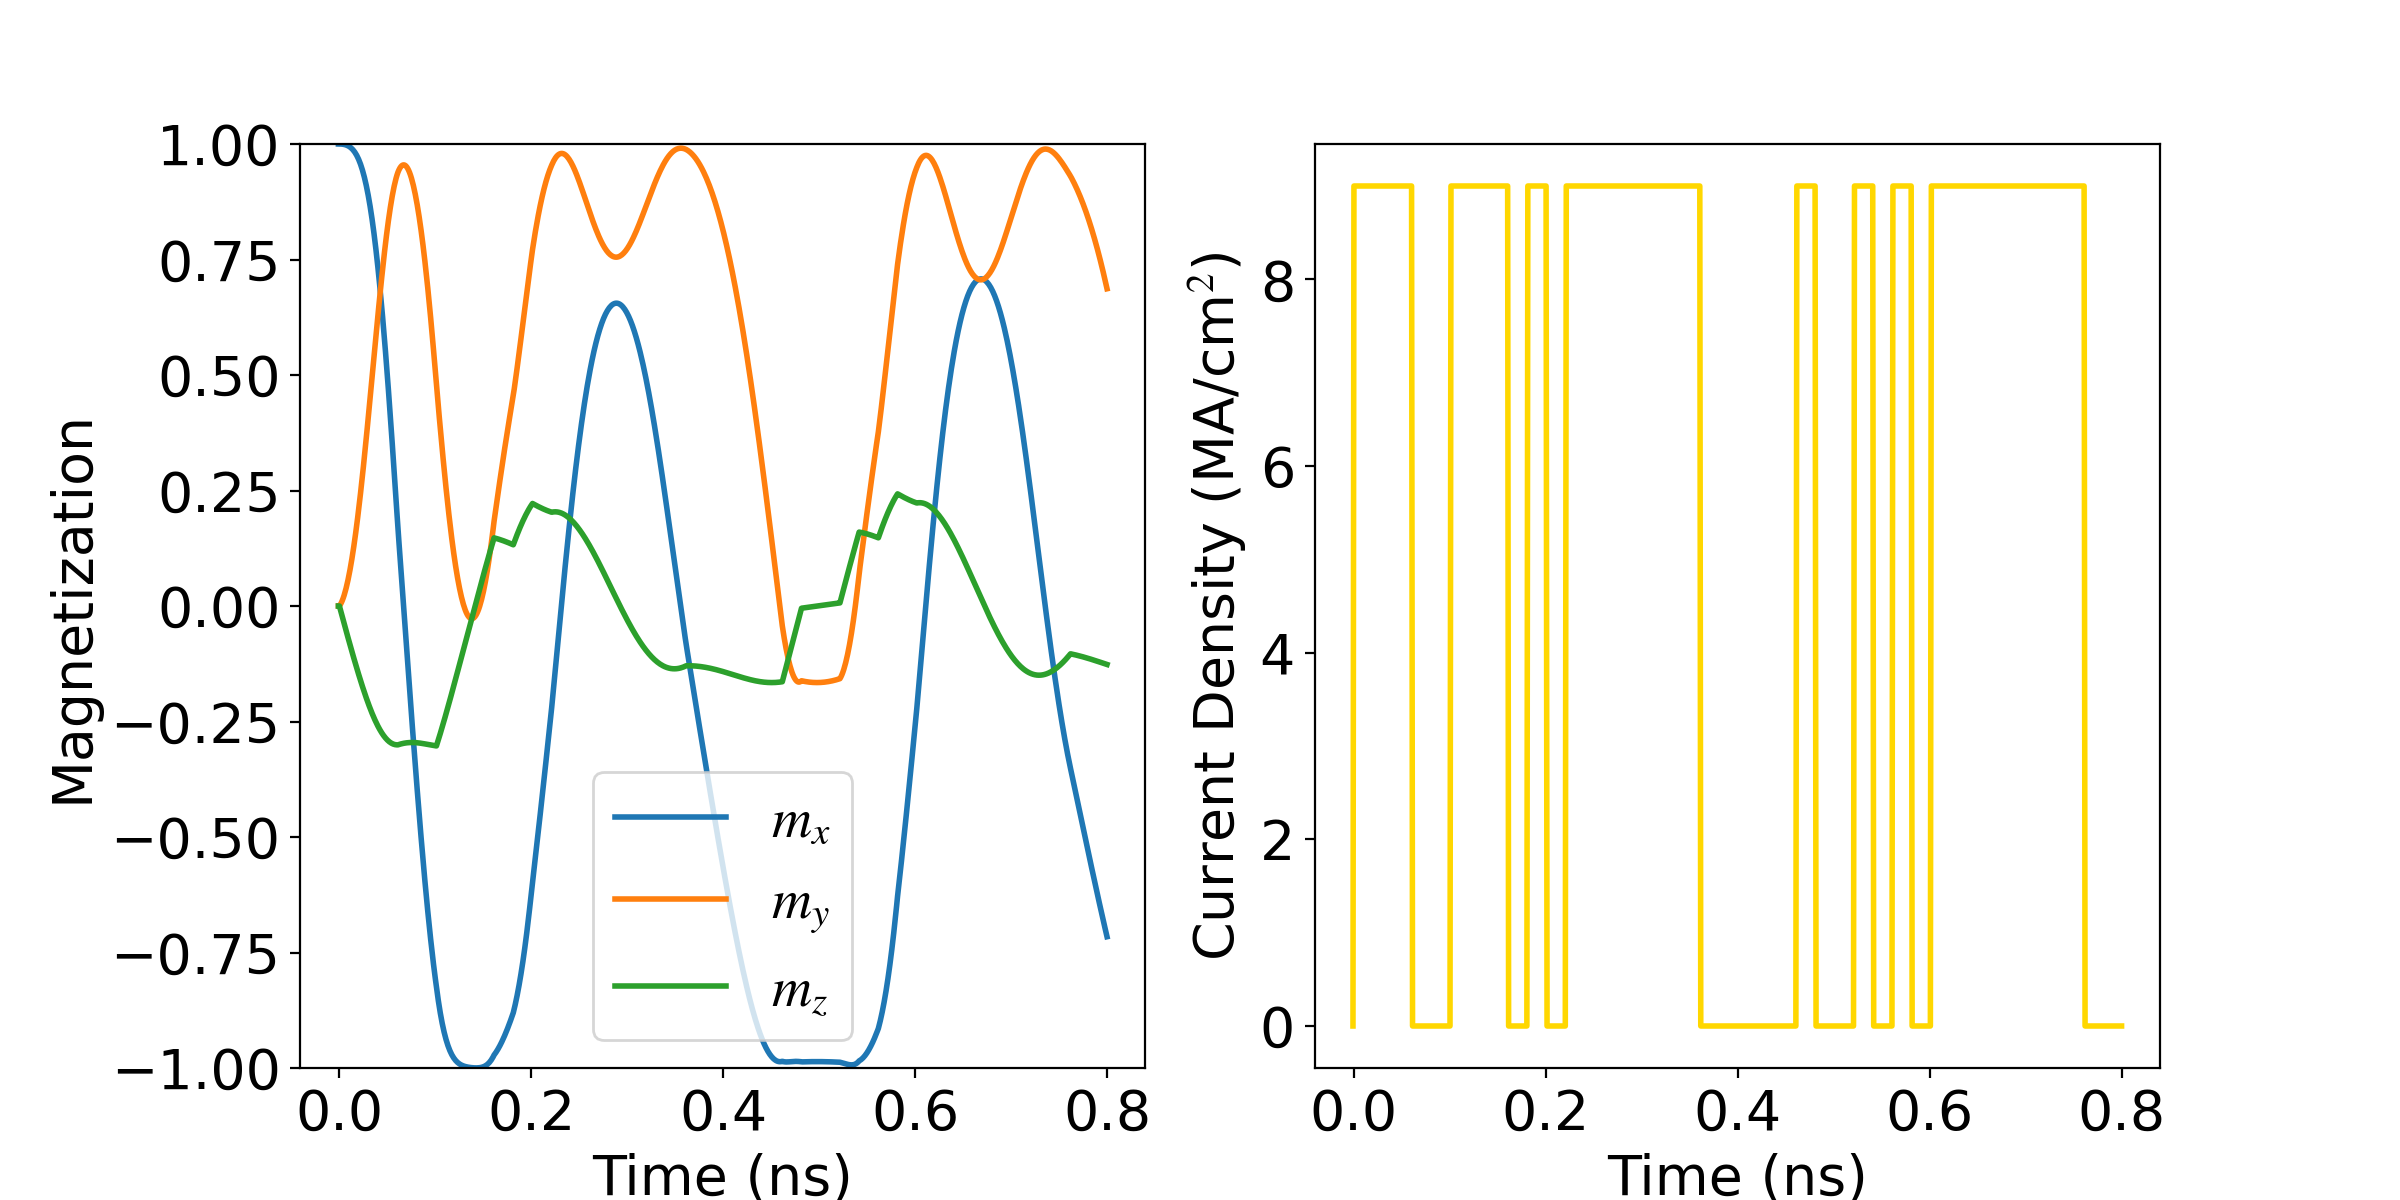 1.00
0.75
0.50
0.25
0.00
−0.25
−0.50
−0.75
−1.00
Magnetization
0.0 0.2 0.4 0.6 0.8
Time (ns)
m_x
m_y
m_z
8
6
4
2
0
Current Density (MA/cm²)
0.0 0.2 0.4 0.6 0.8
Time (ns)